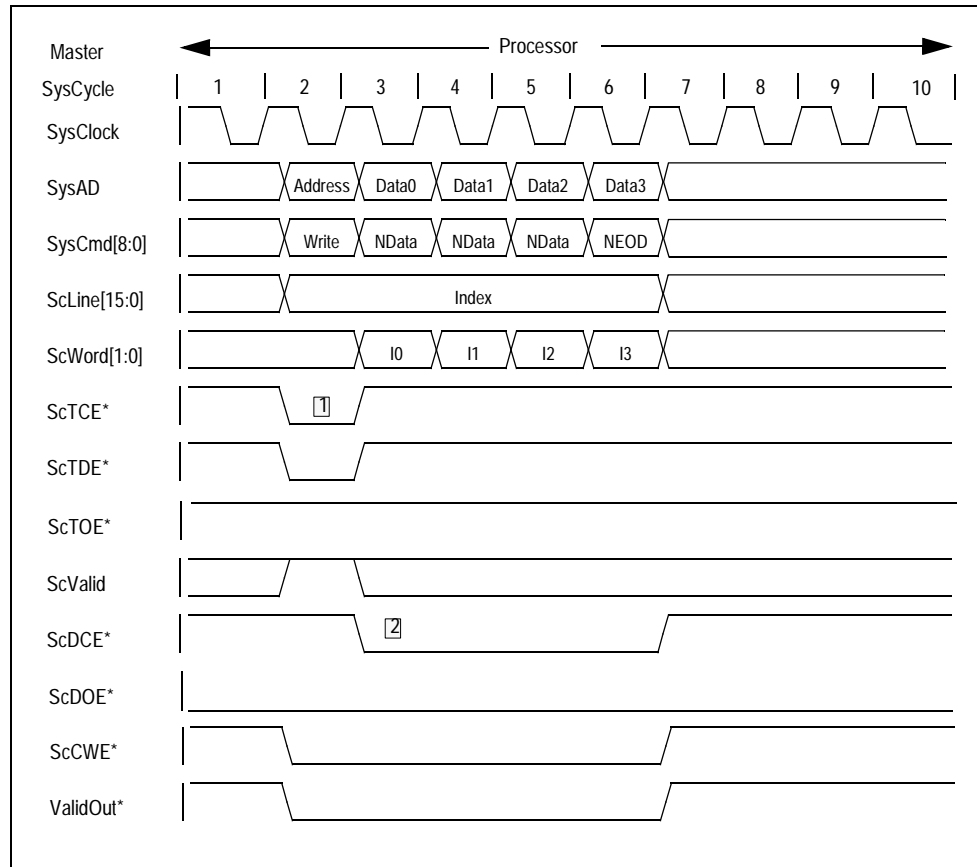 Master Processor
SysCycle 1 2 3 4 5 6 7 8 9 10
SysClock
SysAD Address Data0 Data1 Data2 Data3
SysCmd[8:0] Write NData NData NData NEOD
ScLine[15:0] Index
ScWord[1:0] I0 I1 I2 I3
ScTCE* 1
ScTDE*
ScTOE*
ScValid
ScDCE* 2
ScDOE*
ScCWE*
ValidOut*